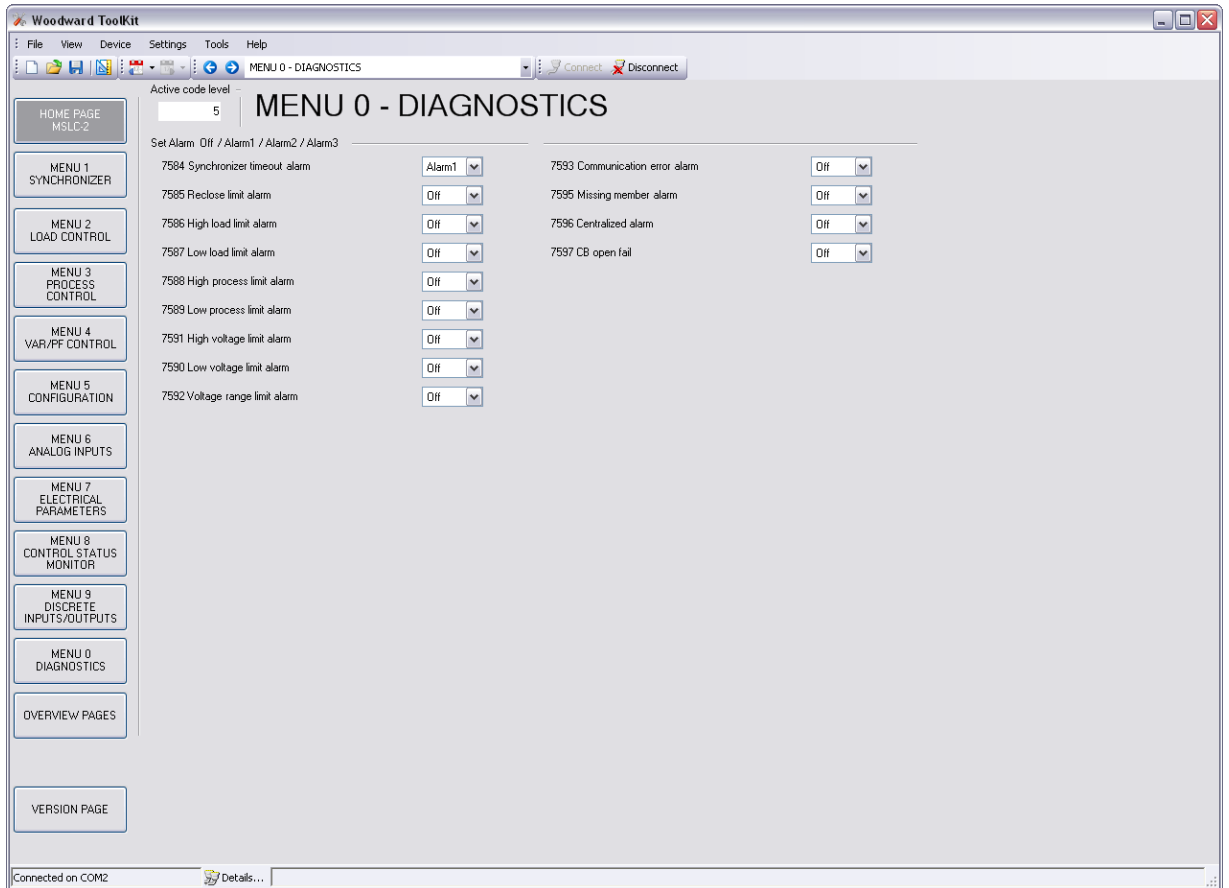 Woodward ToolKit
File View Device Settings Tools Help
MENU 0 - DIAGNOSTICS Connect Disconnect
Active code level
5
MENU 0 - DIAGNOSTICS
HOME PAGE
MSLC-2
MENU 1
SYNCHRONIZER
MENU 2
LOAD CONTROL
MENU 3
PROCESS
CONTROL
MENU 4
VAR/PF CONTROL
MENU 5
CONFIGURATION
MENU 6
ANALOG INPUTS
MENU 7
ELECTRICAL
PARAMETERS
MENU 8
CONTROL STATUS
MONITOR
MENU 9
DISCRETE
INPUTS/OUTPUTS
MENU 0
DIAGNOSTICS
OVERVIEW PAGES
VERSION PAGE
Set Alarm Off / Alarm1 / Alarm2 / Alarm3
7584 Synchronizer timeout alarm Alarm1
7585 Reclose limit alarm Off
7586 High load limit alarm Off
7587 Low load limit alarm Off
7588 High process limit alarm Off
7589 Low process limit alarm Off
7591 High voltage limit alarm Off
7590 Low voltage limit alarm Off
7592 Voltage range limit alarm Off
7593 Communication error alarm Off
7595 Missing member alarm Off
7596 Centralized alarm Off
7597 CB open fail Off
Connected on COM2 Details...